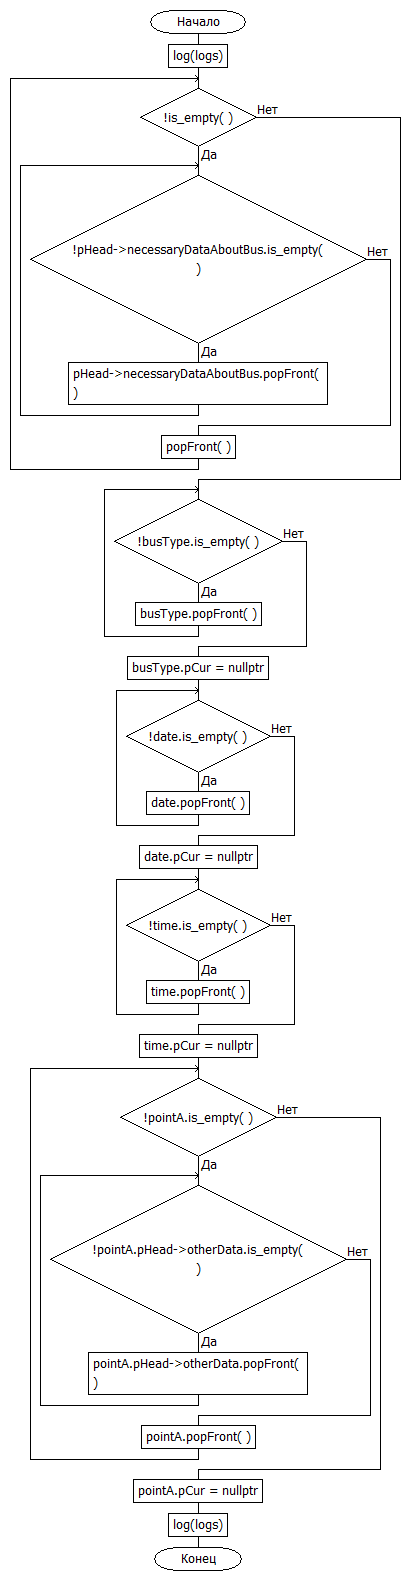 Начало
log(logs)
!is_empty( )
Нет
Да
!pHead->necessaryDataAboutBus.is_empty(
)
Нет
Да
pHead->necessaryDataAboutBus.popFront(
)
popFront( )
!busType.is_empty( )
Нет
Да
busType.popFront( )
busType.pCur = nullptr
!date.is_empty( )
Нет
Да
date.popFront( )
date.pCur = nullptr
!time.is_empty( )
Нет
Да
time.popFront( )
time.pCur = nullptr
!pointA.is_empty( )
Нет
Да
!pointA.pHead->otherData.is_empty(
)
Нет
Да
pointA.pHead->otherData.popFront(
)
pointA.popFront( )
pointA.pCur = nullptr
log(logs)
Конец